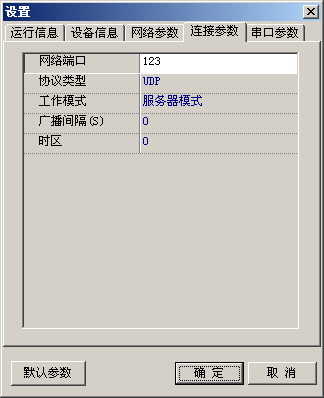 设置
运行信息 设备信息 网络参数 连接参数 串口参数
网络端口 123
协议类型 UDP
工作模式 服务器模式
广播间隔(S) 0
时区 0
默认参数 确 定 取 消